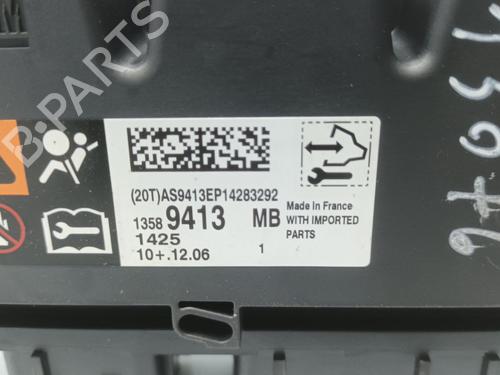 (20T)AS9413EP14283292
1358 9413 MB
1425
10+.12.06 1
Made In France
WITH IMPORTED
PARTS
B-PARTS